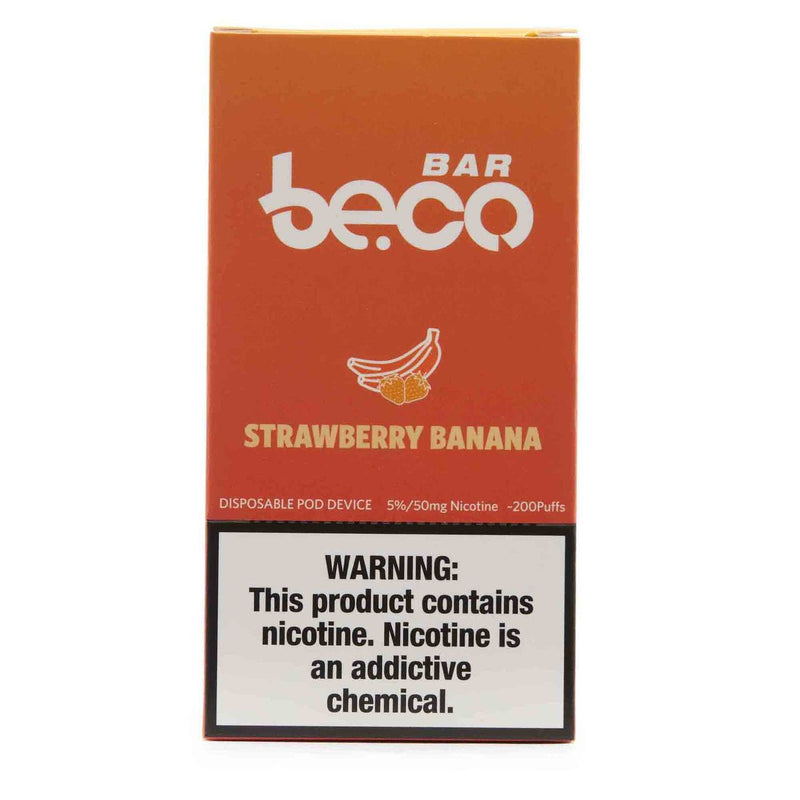 BAR
be.co
STRAWBERRY BANANA
DISPOSABLE POD DEVICE 5%/50mg Nicotine ~200Puffs
WARNING:
This product contains
nicotine. Nicotine is
an addictive
chemical.